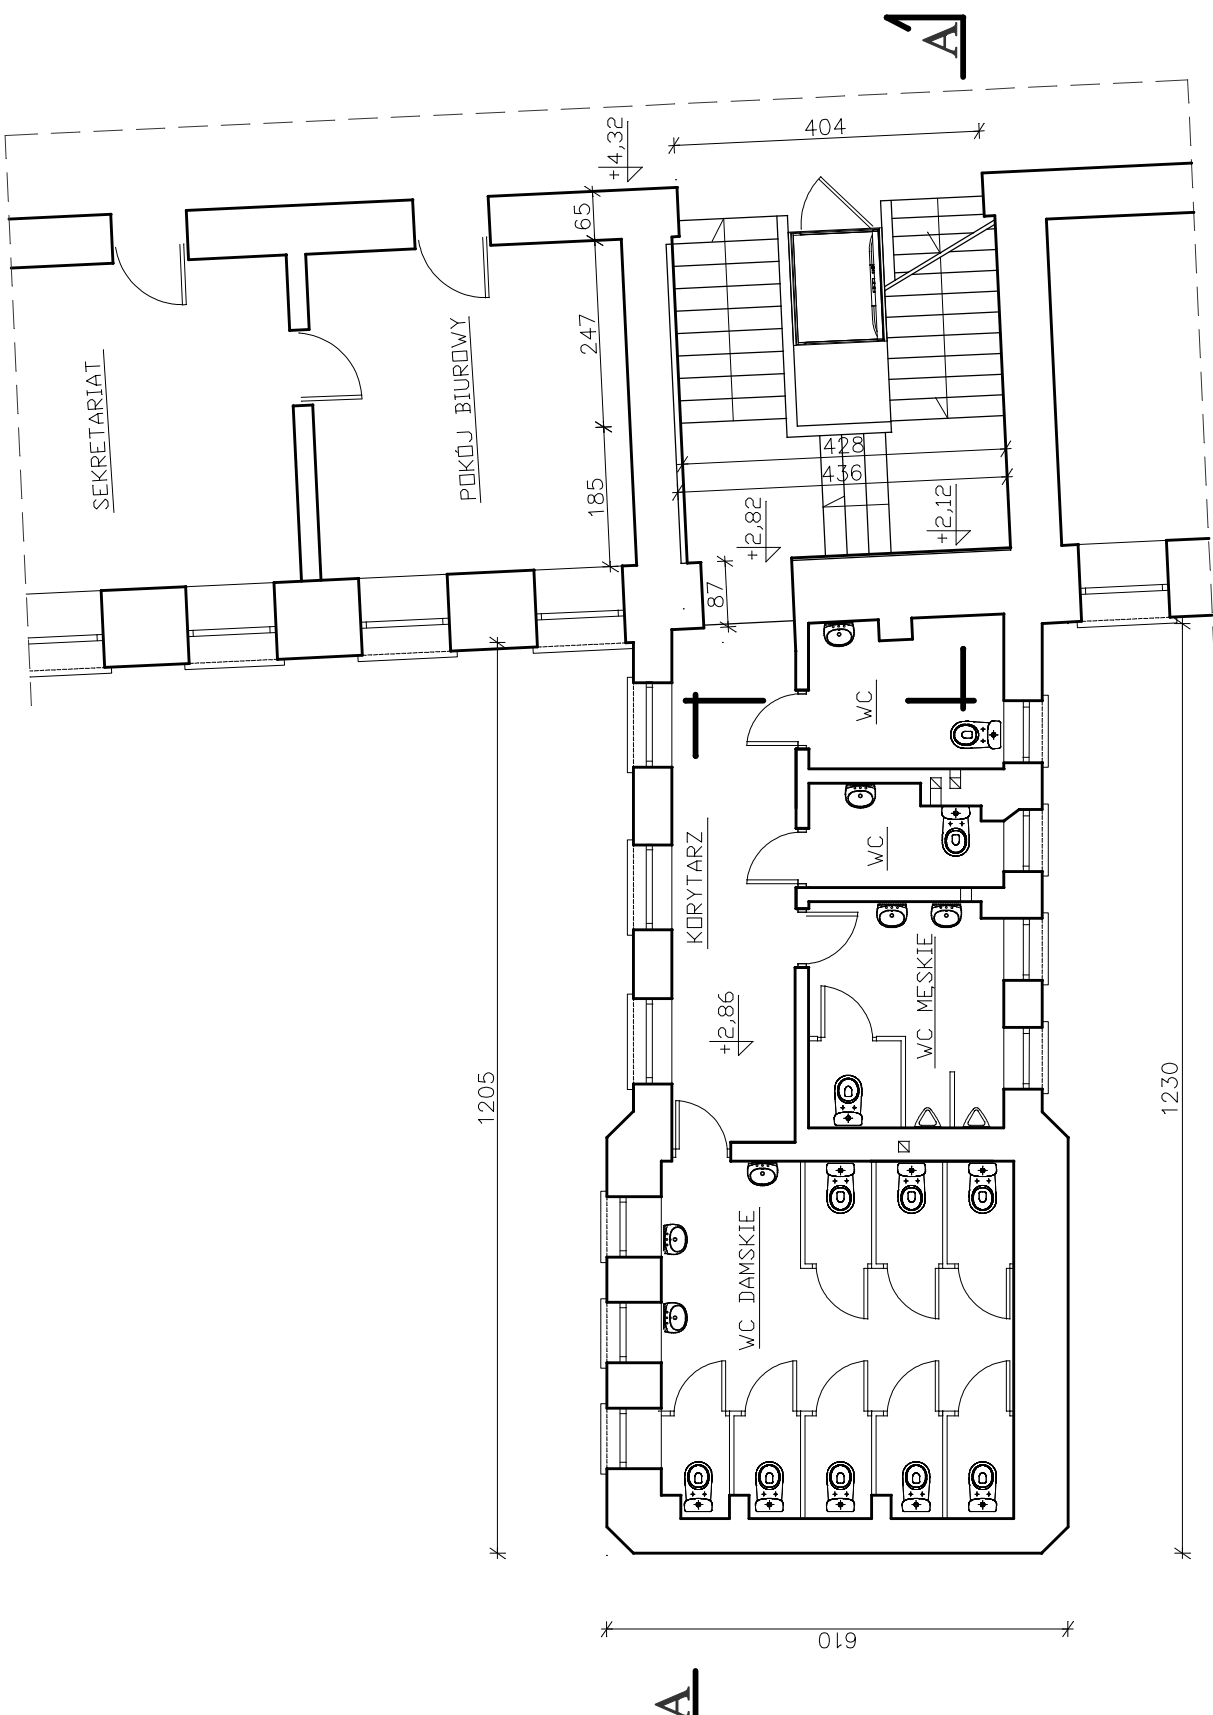 A
404
+4,32
65
247
185
SEKRETARIAT
POKÓJ BIUROWY
428
436
+2,82
+2,12
87
WC
WC
KORYTARZ
WC MĘSKIE
+2,86
1205
1230
WC DAMSKIE
610
A